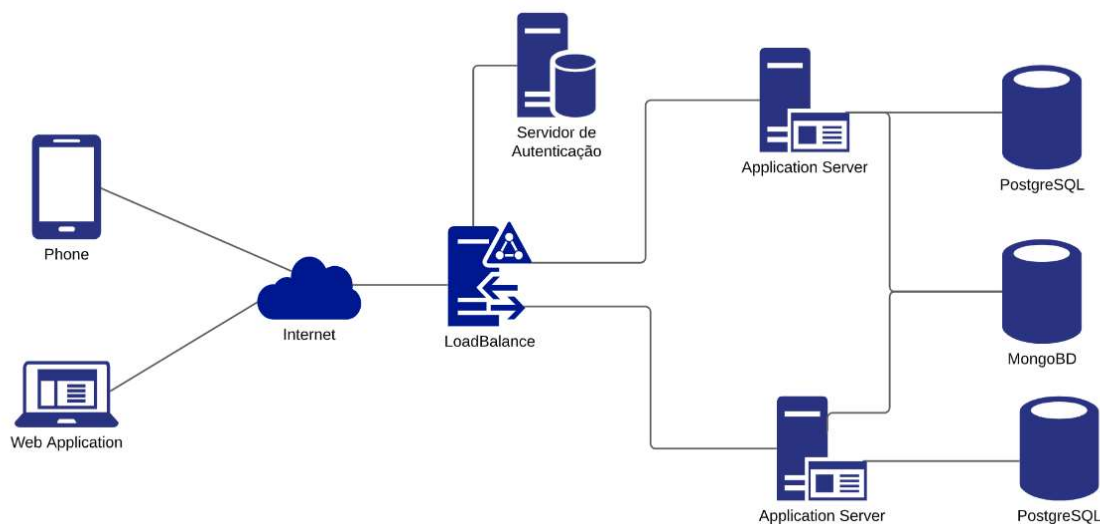 Servidor de
Autenticação
Application Server
PostgreSQL
Phone
Internet
LoadBalance
MongoBD
Web Application
Application Server
PostgreSQL